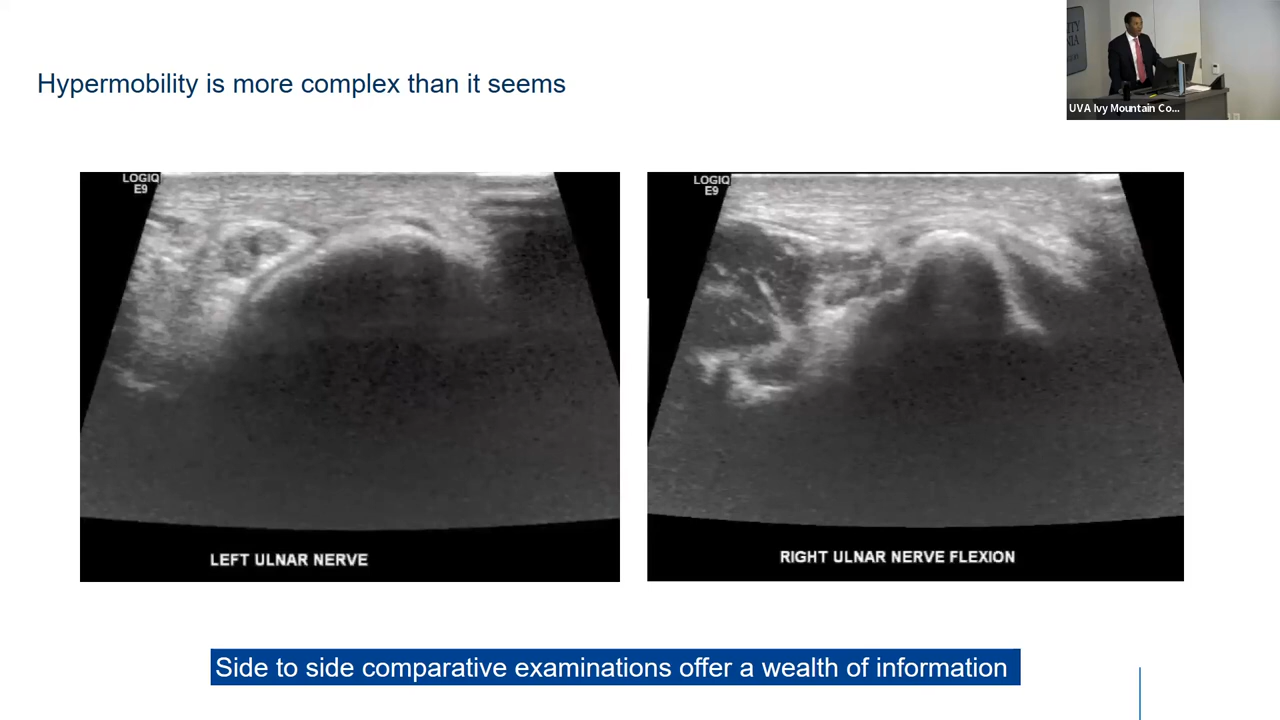 Hypermobility is more complex than it seems
UVA Ivy Mountain Co...
LOGIQ
E9
LOGIQ
E9
LEFT ULNAR NERVE
RIGHT ULNAR NERVE FLEXION
Side to side comparative examinations offer a wealth of information